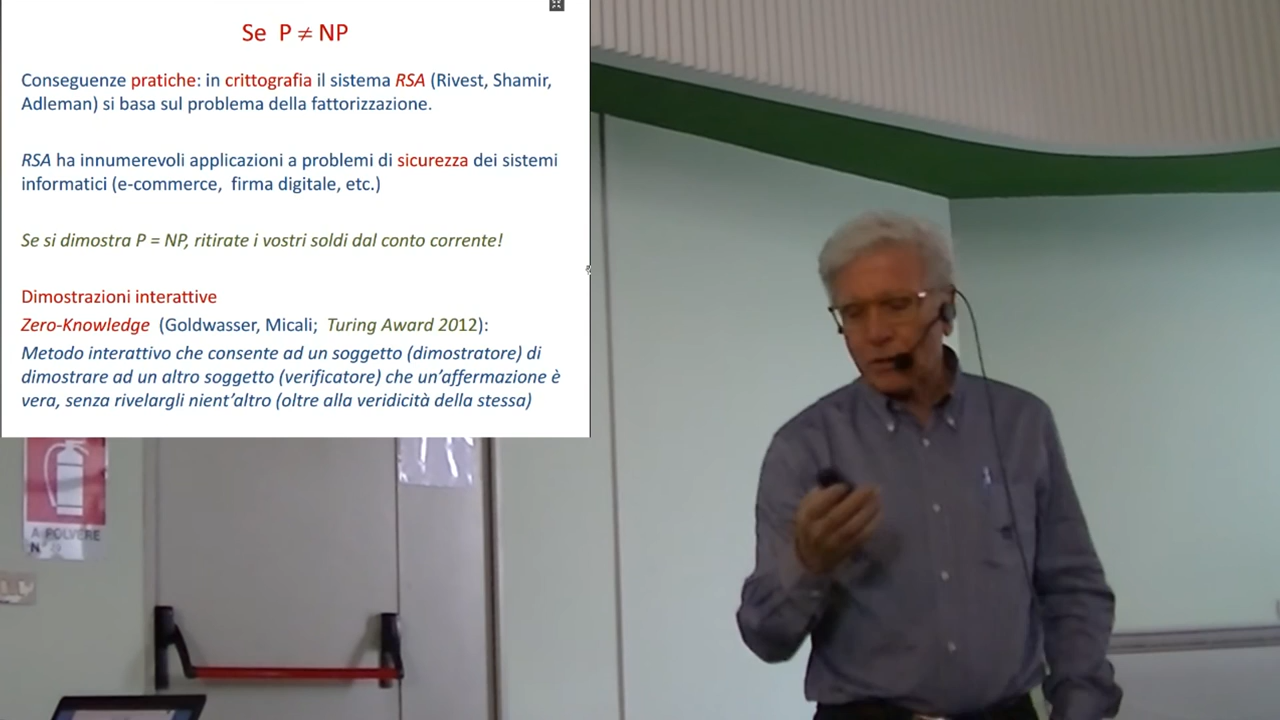 Se P ≠ NP
Conseguenze pratiche: in crittografia il sistema RSA (Rivest, Shamir,
Adleman) si basa sul problema della fattorizzazione.
RSA ha innumerevoli applicazioni a problemi di sicurezza dei sistemi
informatici (e-commerce, firma digitale, etc.)
Se si dimostra P = NP, ritirate i vostri soldi dal conto corrente!
Dimostrazioni interattive
Zero-Knowledge (Goldwasser, Micali; Turing Award 2012):
Metodo interattivo che consente ad un soggetto (dimostratore) di
dimostrare ad un altro soggetto (verificatore) che un'affermazione è
vera, senza rivelargli nient'altro (oltre alla veridicità della stessa)
A POLVERE
N°